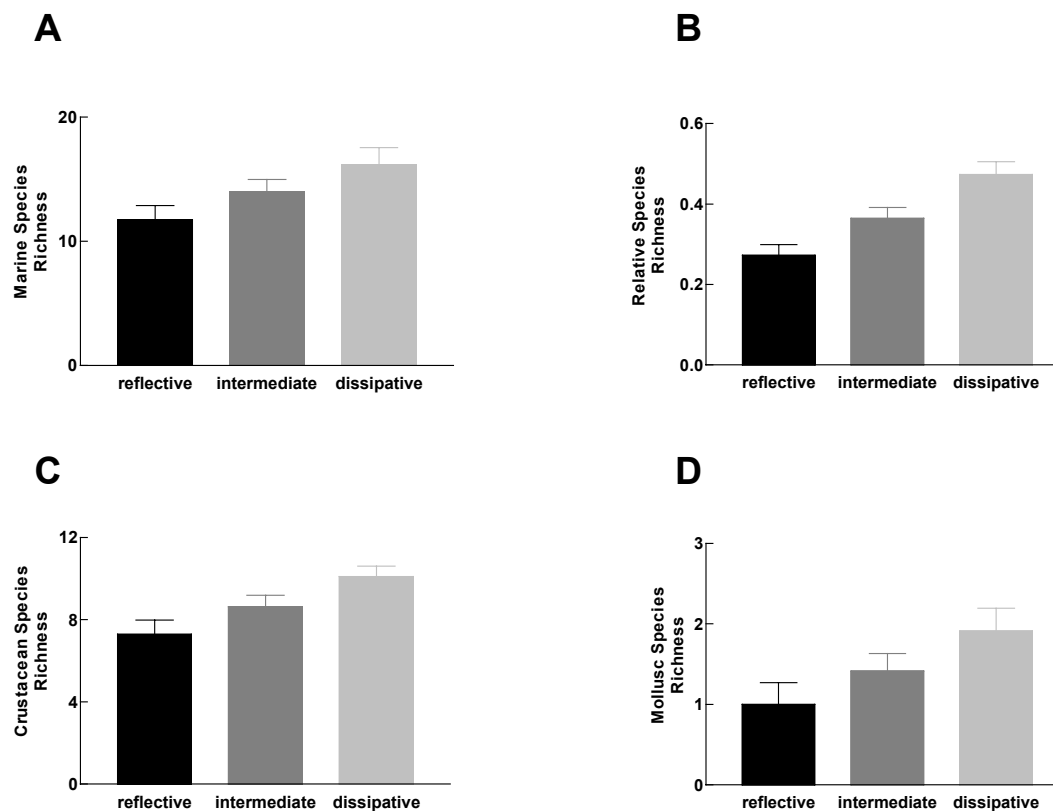 A
Marine Species
Richness
20
10
0
reflective intermediate dissipative
B
Relative Species
Richness
0.6
0.4
0.2
0.0
reflective intermediate dissipative
C
Crustacean Species
Richness
12
8
4
0
reflective intermediate dissipative
D
Mollusc Species
Richness
3
2
1
0
reflective intermediate dissipative